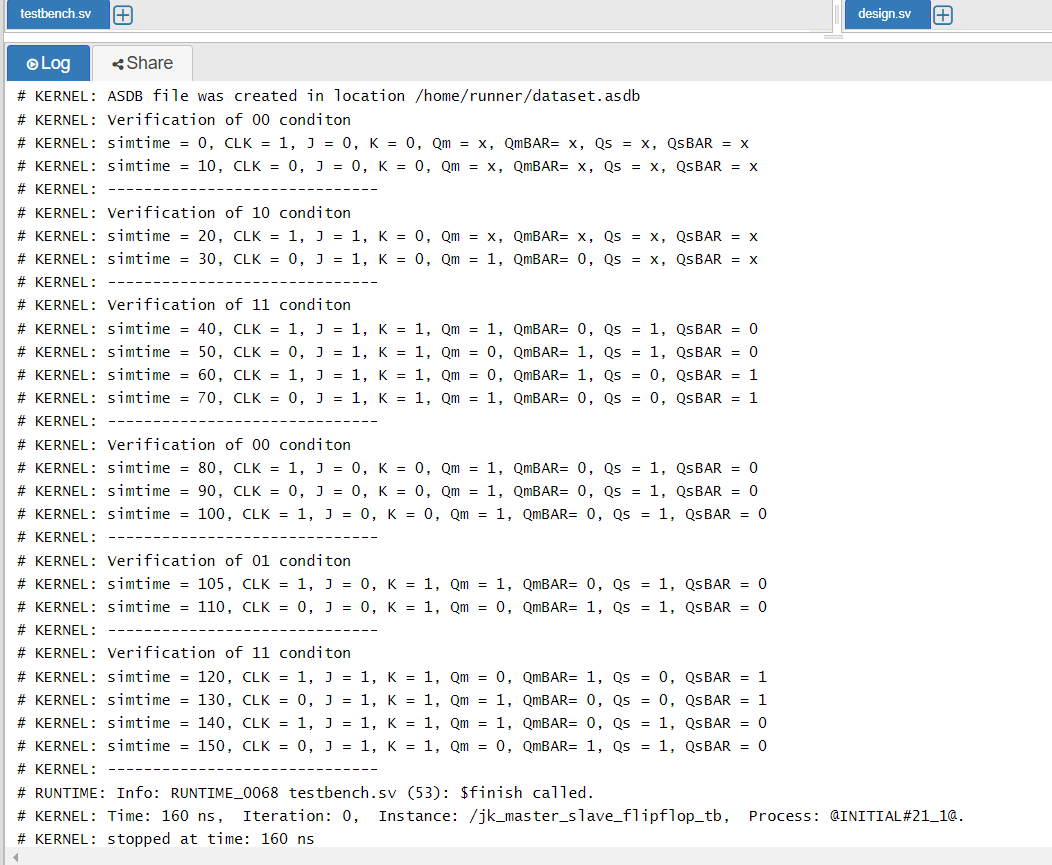 testbench.sv
design.sv
Log
Share
# KERNEL: ASDB file was created in location /home/runner/dataset.asdb
# KERNEL: Verification of 00 conditon
# KERNEL: simtime = 0, CLK = 1, J = 0, K = 0, Qm = x, QmBAR= x, Qs = x, QsBAR = x
# KERNEL: simtime = 10, CLK = 0, J = 0, K = 0, Qm = x, QmBAR= x, Qs = x, QsBAR = x
# KERNEL: ------------------------------
# KERNEL: Verification of 10 conditon
# KERNEL: simtime = 20, CLK = 1, J = 1, K = 0, Qm = x, QmBAR= x, Qs = x, QsBAR = x
# KERNEL: simtime = 30, CLK = 0, J = 1, K = 0, Qm = 1, QmBAR= 0, Qs = x, QsBAR = x
# KERNEL: ------------------------------
# KERNEL: Verification of 11 conditon
# KERNEL: simtime = 40, CLK = 1, J = 1, K = 1, Qm = 1, QmBAR= 0, Qs = 1, QsBAR = 0
# KERNEL: simtime = 50, CLK = 0, J = 1, K = 1, Qm = 0, QmBAR= 1, Qs = 1, QsBAR = 0
# KERNEL: simtime = 60, CLK = 1, J = 1, K = 1, Qm = 0, QmBAR= 1, Qs = 0, QsBAR = 1
# KERNEL: simtime = 70, CLK = 0, J = 1, K = 1, Qm = 1, QmBAR= 0, Qs = 0, QsBAR = 1
# KERNEL: ------------------------------
# KERNEL: Verification of 00 conditon
# KERNEL: simtime = 80, CLK = 1, J = 0, K = 0, Qm = 1, QmBAR= 0, Qs = 1, QsBAR = 0
# KERNEL: simtime = 90, CLK = 0, J = 0, K = 0, Qm = 1, QmBAR= 0, Qs = 1, QsBAR = 0
# KERNEL: simtime = 100, CLK = 1, J = 0, K = 0, Qm = 1, QmBAR= 0, Qs = 1, QsBAR = 0
# KERNEL: ------------------------------
# KERNEL: Verification of 01 conditon
# KERNEL: simtime = 105, CLK = 1, J = 0, K = 1, Qm = 1, QmBAR= 0, Qs = 1, QsBAR = 0
# KERNEL: simtime = 110, CLK = 0, J = 0, K = 1, Qm = 0, QmBAR= 1, Qs = 1, QsBAR = 0
# KERNEL: ------------------------------
# KERNEL: Verification of 11 conditon
# KERNEL: simtime = 120, CLK = 1, J = 1, K = 1, Qm = 0, QmBAR= 1, Qs = 0, QsBAR = 1
# KERNEL: simtime = 130, CLK = 0, J = 1, K = 1, Qm = 1, QmBAR= 0, Qs = 0, QsBAR = 1
# KERNEL: simtime = 140, CLK = 1, J = 1, K = 1, Qm = 1, QmBAR= 0, Qs = 1, QsBAR = 0
# KERNEL: simtime = 150, CLK = 0, J = 1, K = 1, Qm = 0, QmBAR= 1, Qs = 1, QsBAR = 0
# KERNEL: ------------------------------
# RUNTIME: Info: RUNTIME_0068 testbench.sv (53): $finish called.
# KERNEL: Time: 160 ns,  Iteration: 0,  Instance: /jk_master_slave_flipflop_tb,  Process: @INITIAL#21_1@.
# KERNEL: stopped at time: 160 ns